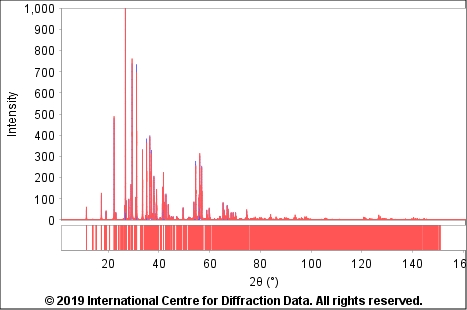 1,000
900
800
700
600
500
400
300
200
100
0
Intensity
20 40 60 80 100 120 140 16
2θ (°)
© 2019 International Centre for Diffraction Data. All rights reserved.